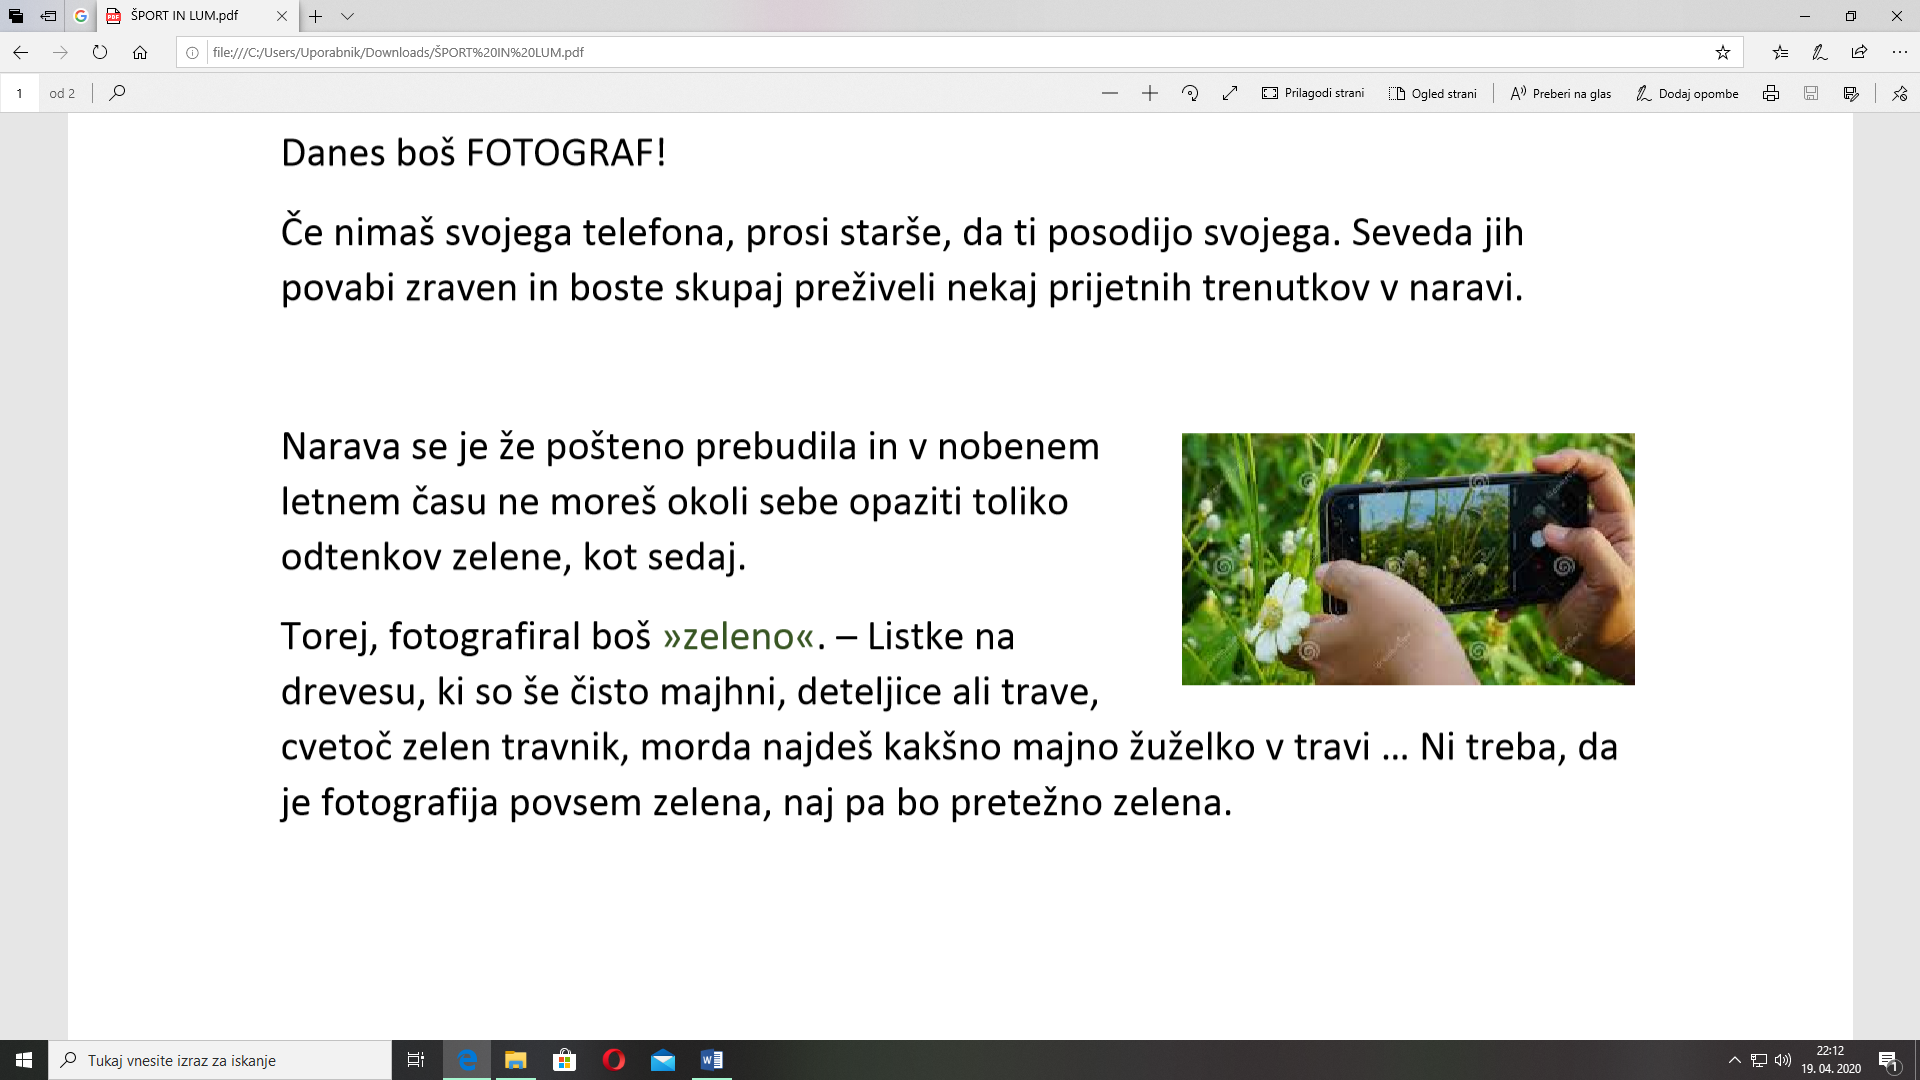 ŠPORT IN LUM.pdf
file:///C:/Users/Uporabnik/Downloads/ŠPORT%20IN%20LUM.pdf
1 od 2 Prilagodi strani Ogled strani Preberi na glas Dodaj opombe
Danes boš FOTOGRAF!
Če nimaš svojega telefona, prosi starše, da ti posodijo svojega. Seveda jih
povabi zraven in boste skupaj preživeli nekaj prijetnih trenutkov v naravi.
Narava se je že pošteno prebudila in v nobenem
letnem času ne moreš okoli sebe opaziti toliko
odtenkov zelene, kot sedaj.
Torej, fotografiral boš »zeleno«. – Listke na
drevesu, ki so še čisto majhni, deteljice ali trave,
cvetoč zelen travnik, morda najdeš kakšno majno žuželko v travi … Ni treba, da
je fotografija povsem zelena, naj pa bo pretežno zelena.
Tukaj vnesite izraz za iskanje
22:12
19. 04. 2020
1